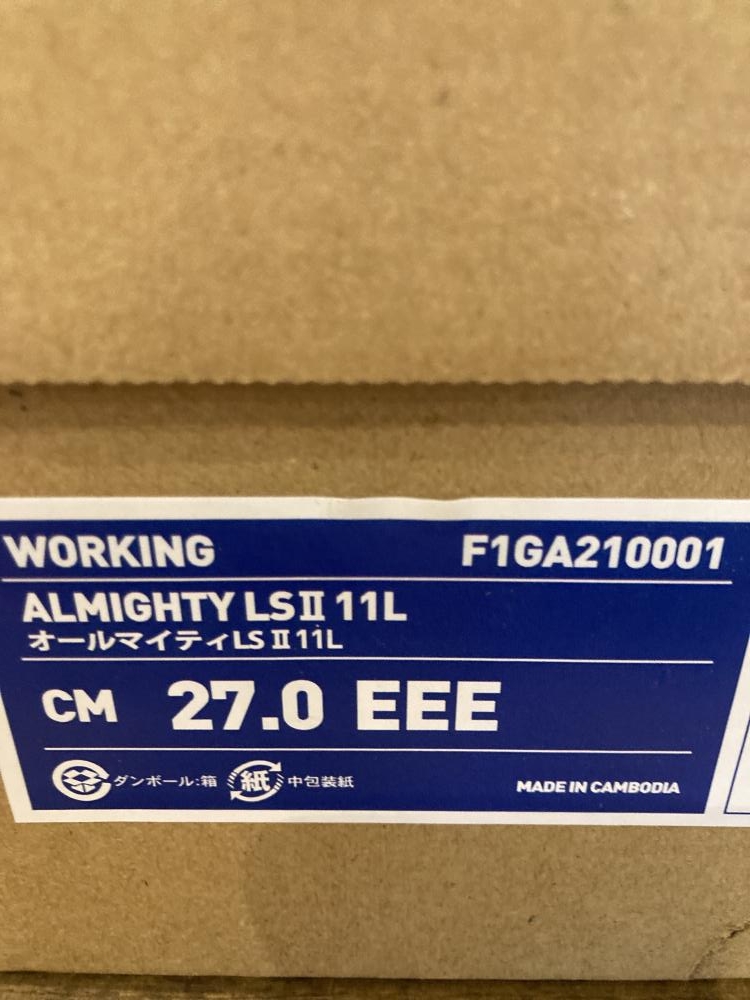 WORKING F1GA210001
ALMIGHTY LSⅡ 11L
オールマイティLSⅡ11L
CM 27.0 EEE
ダンボール:箱 紙 中包装紙 MADE IN CAMBODIA